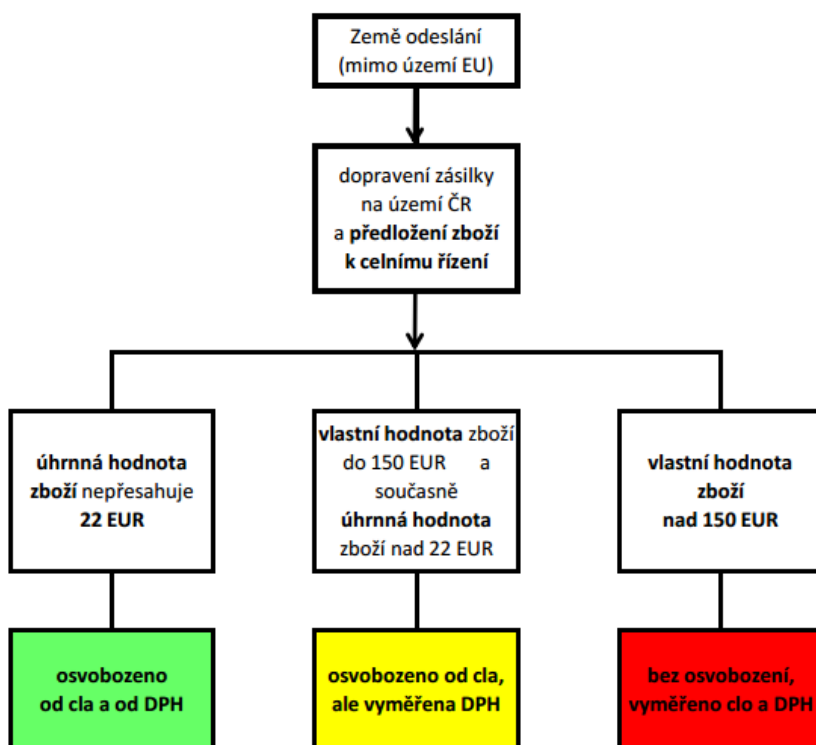 Země odeslání
(mimo území EU)
dopravení zásilky
na území ČR
a předložení zboží
k celnímu řízení
úhrnná hodnota
zboží nepřesahuje
22 EUR
vlastní hodnota zboží
do 150 EUR a
současně
úhrnná hodnota
zboží nad 22 EUR
vlastní hodnota
zboží
nad 150 EUR
osvobozeno
od cla a od DPH
osvobozeno od cla,
ale vyměřena DPH
bez osvobození,
vyměřeno clo a DPH